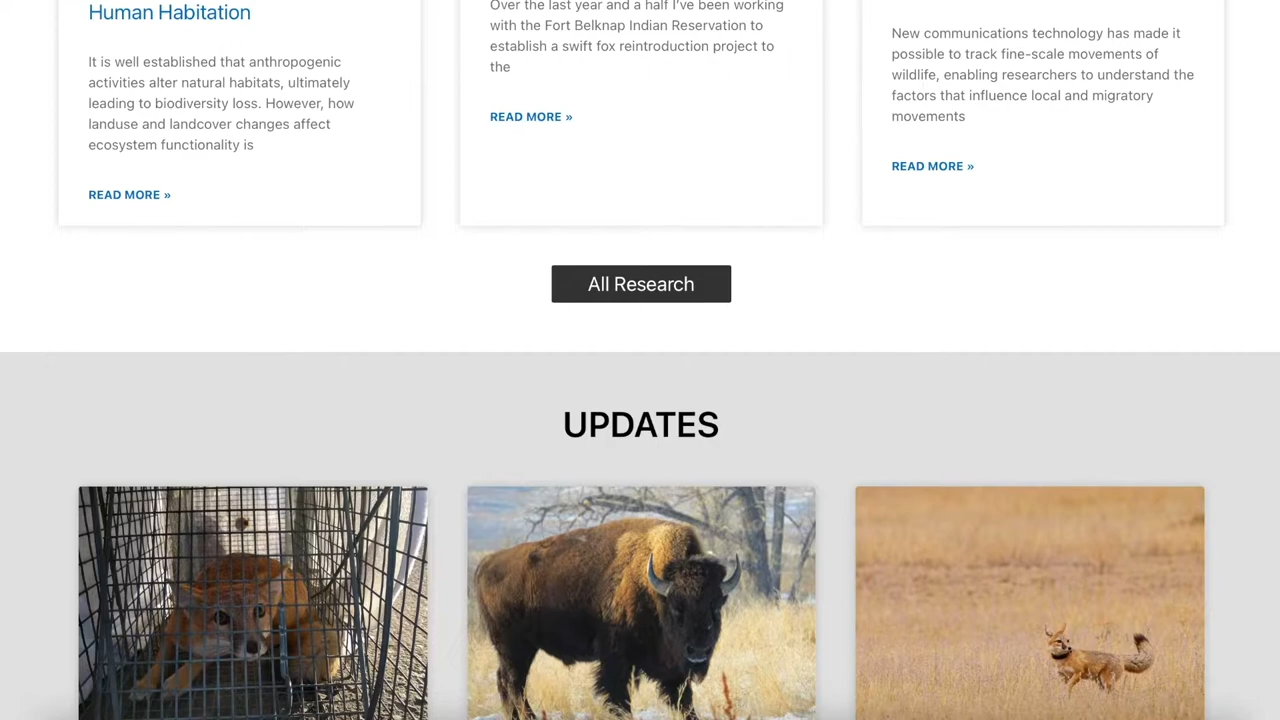 Human Habitation
It is well established that anthropogenic
activities alter natural habitats, ultimately
leading to biodiversity loss. However, how
landuse and landcover changes affect
ecosystem functionality is
READ MORE »
Over the last year and a half I've been working
with the Fort Belknap Indian Reservation to
establish a swift fox reintroduction project to
the
READ MORE »
New communications technology has made it
possible to track fine-scale movements of
wildlife, enabling researchers to understand the
factors that influence local and migratory
movements
READ MORE »
All Research
UPDATES